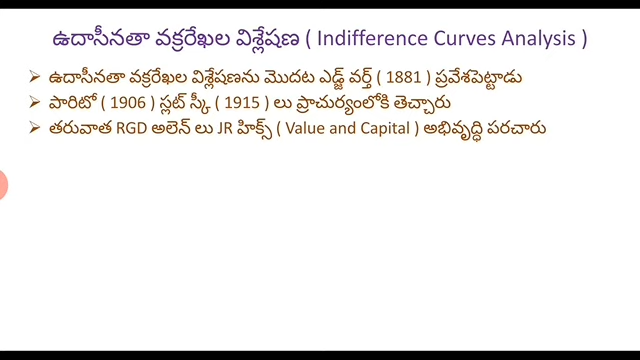 ఉదాసీనతా వక్రరేఖల విశ్లేషణ ( Indifference Curves Analysis )
➢ ఉదాసీనతా వక్రరేఖల విశ్లేషణను మొదట ఎడ్జ్ వర్త్ ( 1881 ) ప్రవేశపెట్టాడు
➢ పారిటో ( 1906 ) స్లట్ స్కీ ( 1915 ) లు ప్రాచుర్యంలోకి తెచ్చారు
➢ తరువాత RGD అలెన్ లు JR హిక్స్ ( Value and Capital ) అభివృద్ధి పరచారు